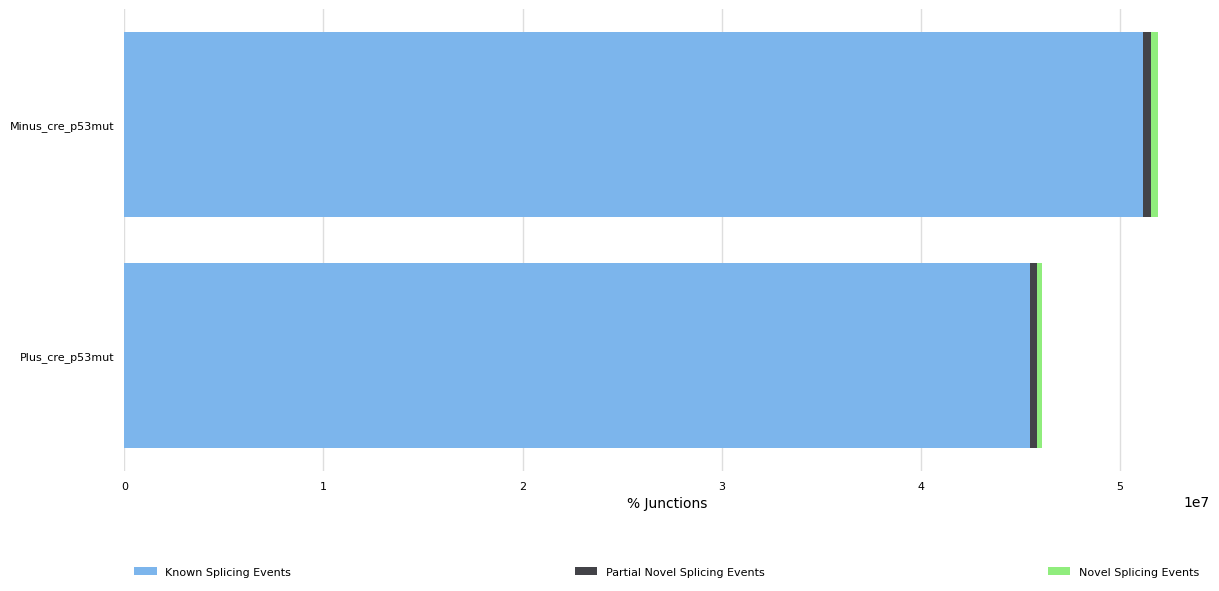 Minus_cre_p53mut
Plus_cre_p53mut
0 1 2 3 4 5
% Junctions
1e7
Known Splicing Events Partial Novel Splicing Events Novel Splicing Events